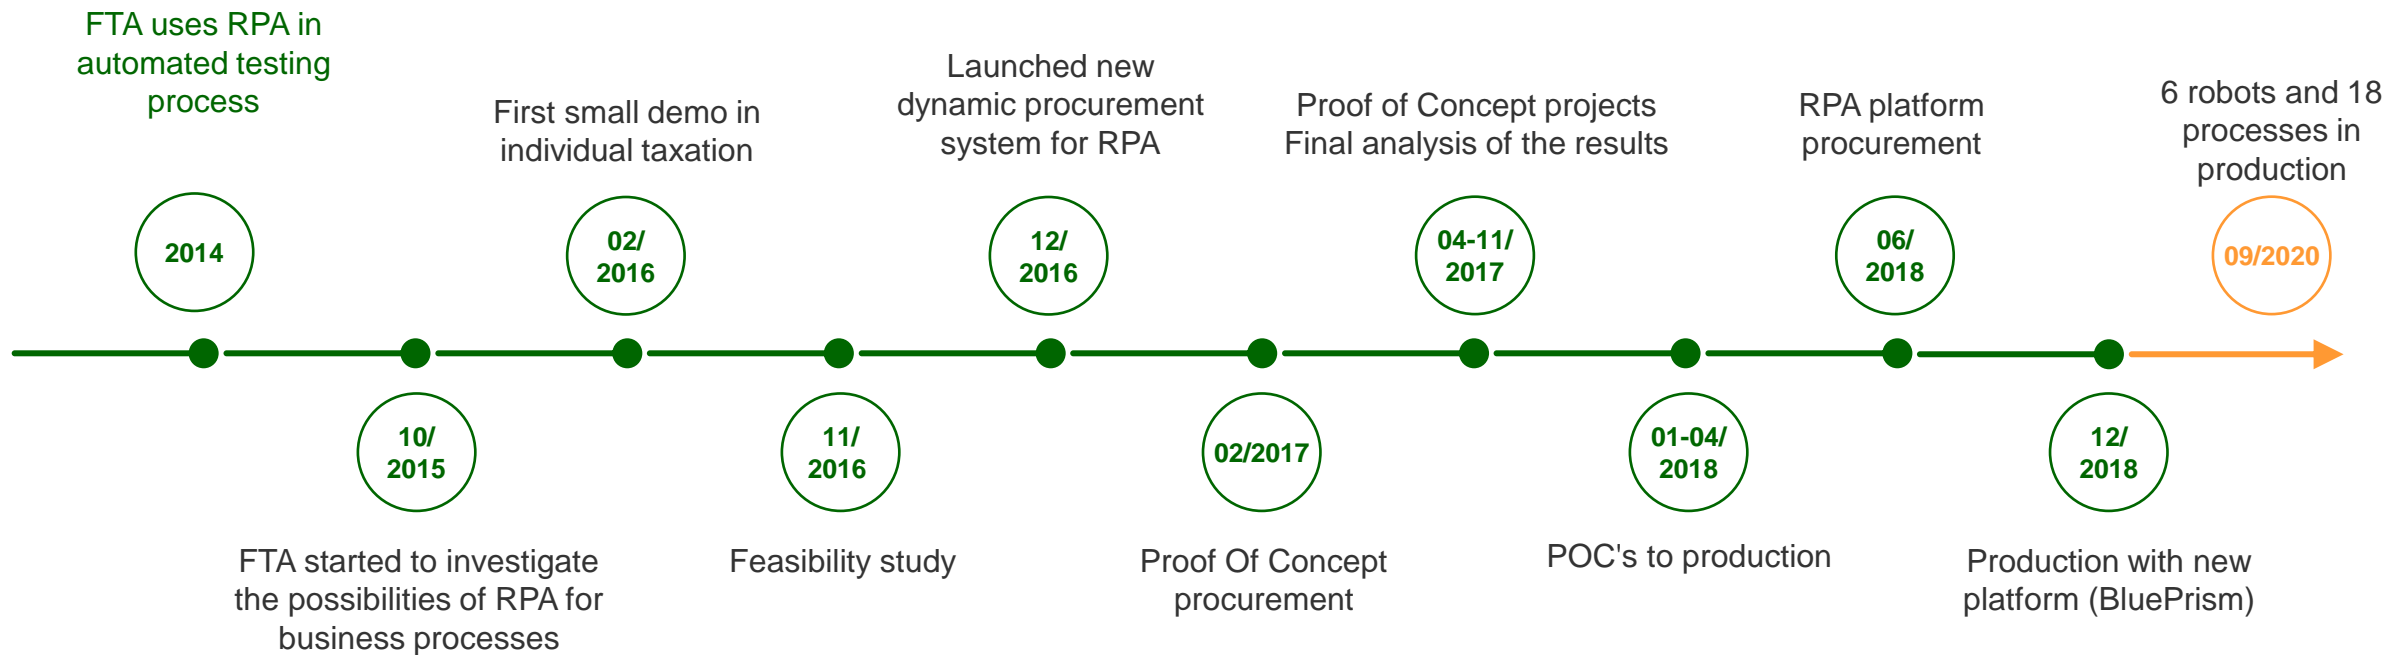 FTA uses RPA in
automated testing
process
2014
10/
2015
FTA started to investigate
the possibilities of RPA for
business processes
First small demo in
individual taxation
02/
2016
11/
2016
Feasibility study
Launched new
dynamic procurement
system for RPA
12/
2016
02/2017
Proof Of Concept
procurement
Proof of Concept projects
Final analysis of the results
04-11/
2017
01-04/
2018
POC's to production
RPA platform
procurement
06/
2018
12/
2018
Production with new
platform (BluePrism)
6 robots and 18
processes in
production
09/2020